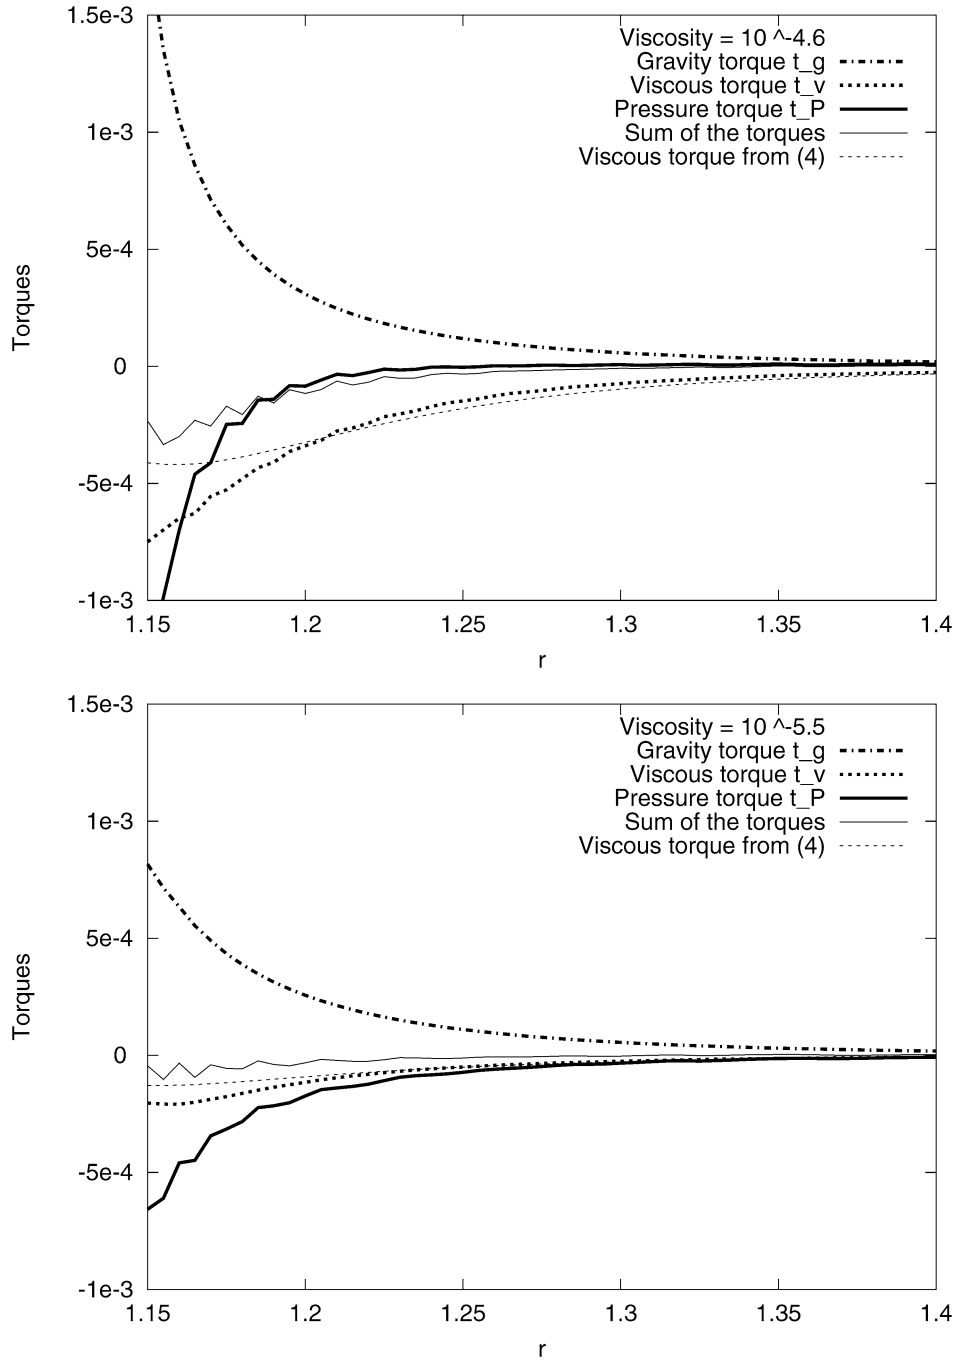 1.5e-3
Viscosity = 10 ^-4.6
Gravity torque t_g
Viscous torque t_v
Pressure torque t_P
Sum of the torques
Viscous torque from (4)
1e-3
5e-4
0
-5e-4
-1e-3
Torques
1.15
1.2
1.25
1.3
1.35
1.4
r
1.5e-3
Viscosity = 10 ^-5.5
Gravity torque t_g
Viscous torque t_v
Pressure torque t_P
Sum of the torques
Viscous torque from (4)
1e-3
5e-4
0
-5e-4
-1e-3
Torques
1.15
1.2
1.25
1.3
1.35
1.4
r